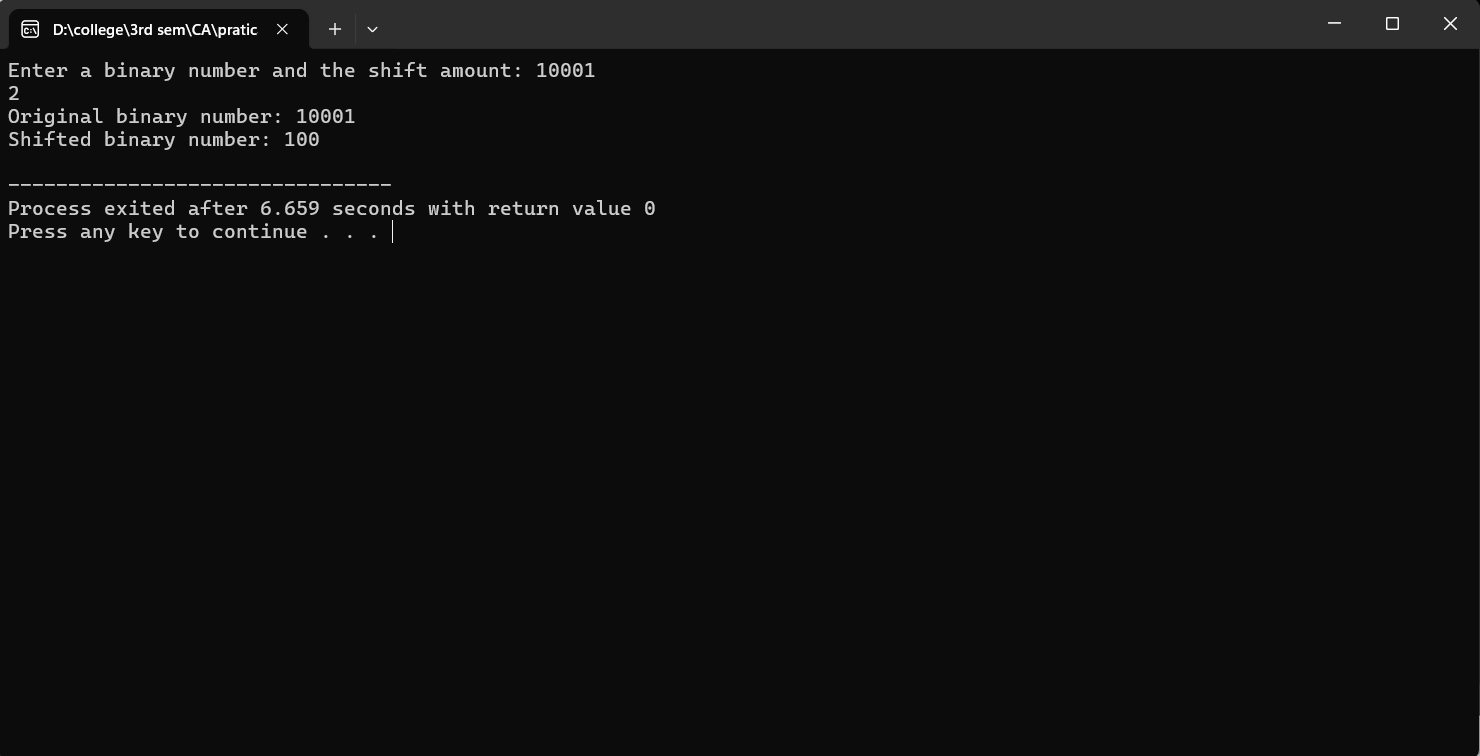 D:\college\3rd sem\CA\pratic
Enter a binary number and the shift amount: 10001
2
Original binary number: 10001
Shifted binary number: 100
--------------------------------
Process exited after 6.659 seconds with return value 0
Press any key to continue . . .